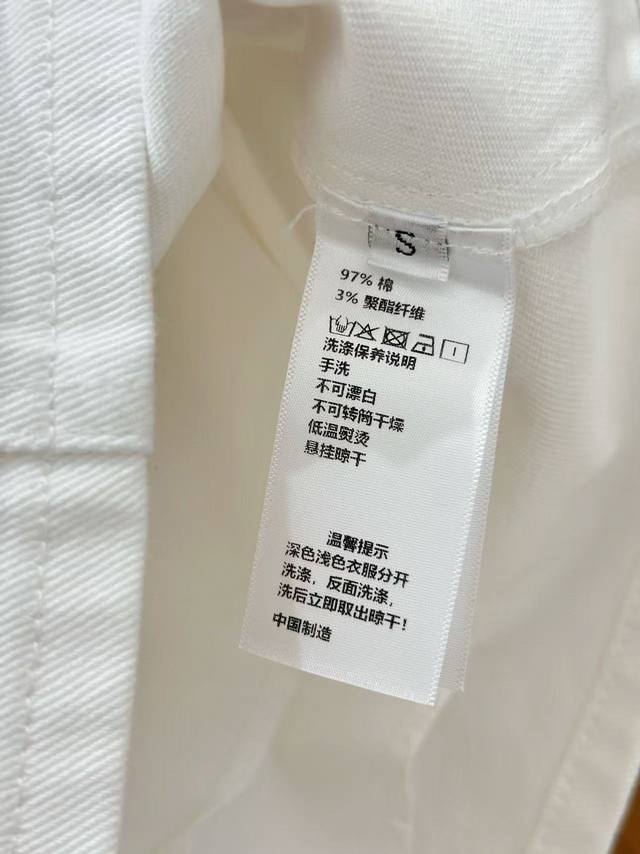 S
97% 棉
3% 聚酯纤维
洗涤保养说明
手洗
不可漂白
不可转筒干燥
低温熨烫
悬挂晾干
温馨提示
深色浅色衣服分开
洗涤，反面洗涤，
洗后立即取出晾干！
中国制造